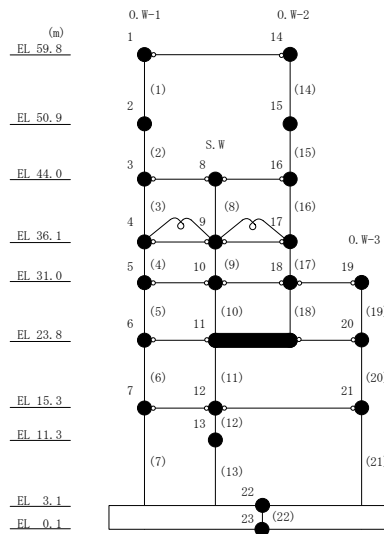 O.W-1 O.W-2
(m)
EL 59.8 1 14
(1) (14)
EL 50.9 2 15
(2) S.W (15)
EL 44.0 3 8 16
(3) (8) (16)
EL 36.1 4 9 17 O.W-3
EL 31.0 5 (4) 10 (9) 18 (17) 19
(5) (10) (18) (19)
EL 23.8 6 11 20
(6) (11) (20)
EL 15.3 7 12 21
EL 11.3 13 (12)
(7) (13) (21)
EL 3.1 22
EL 0.1 23 (22)